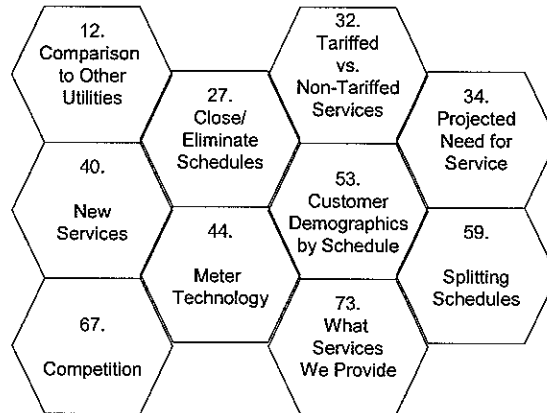 12.
Comparison
to Other
Utilities
32.
Tariffed
vs.
Non-Tariffed
Services
27.
Close/
Eliminate
Schedules
34.
Projected
Need for
Service
40.
New
Services
53.
Customer
Demographics
by Schedule
44.
Meter
Technology
59.
Splitting
Schedules
67.
Competition
73.
What
Services
We Provide